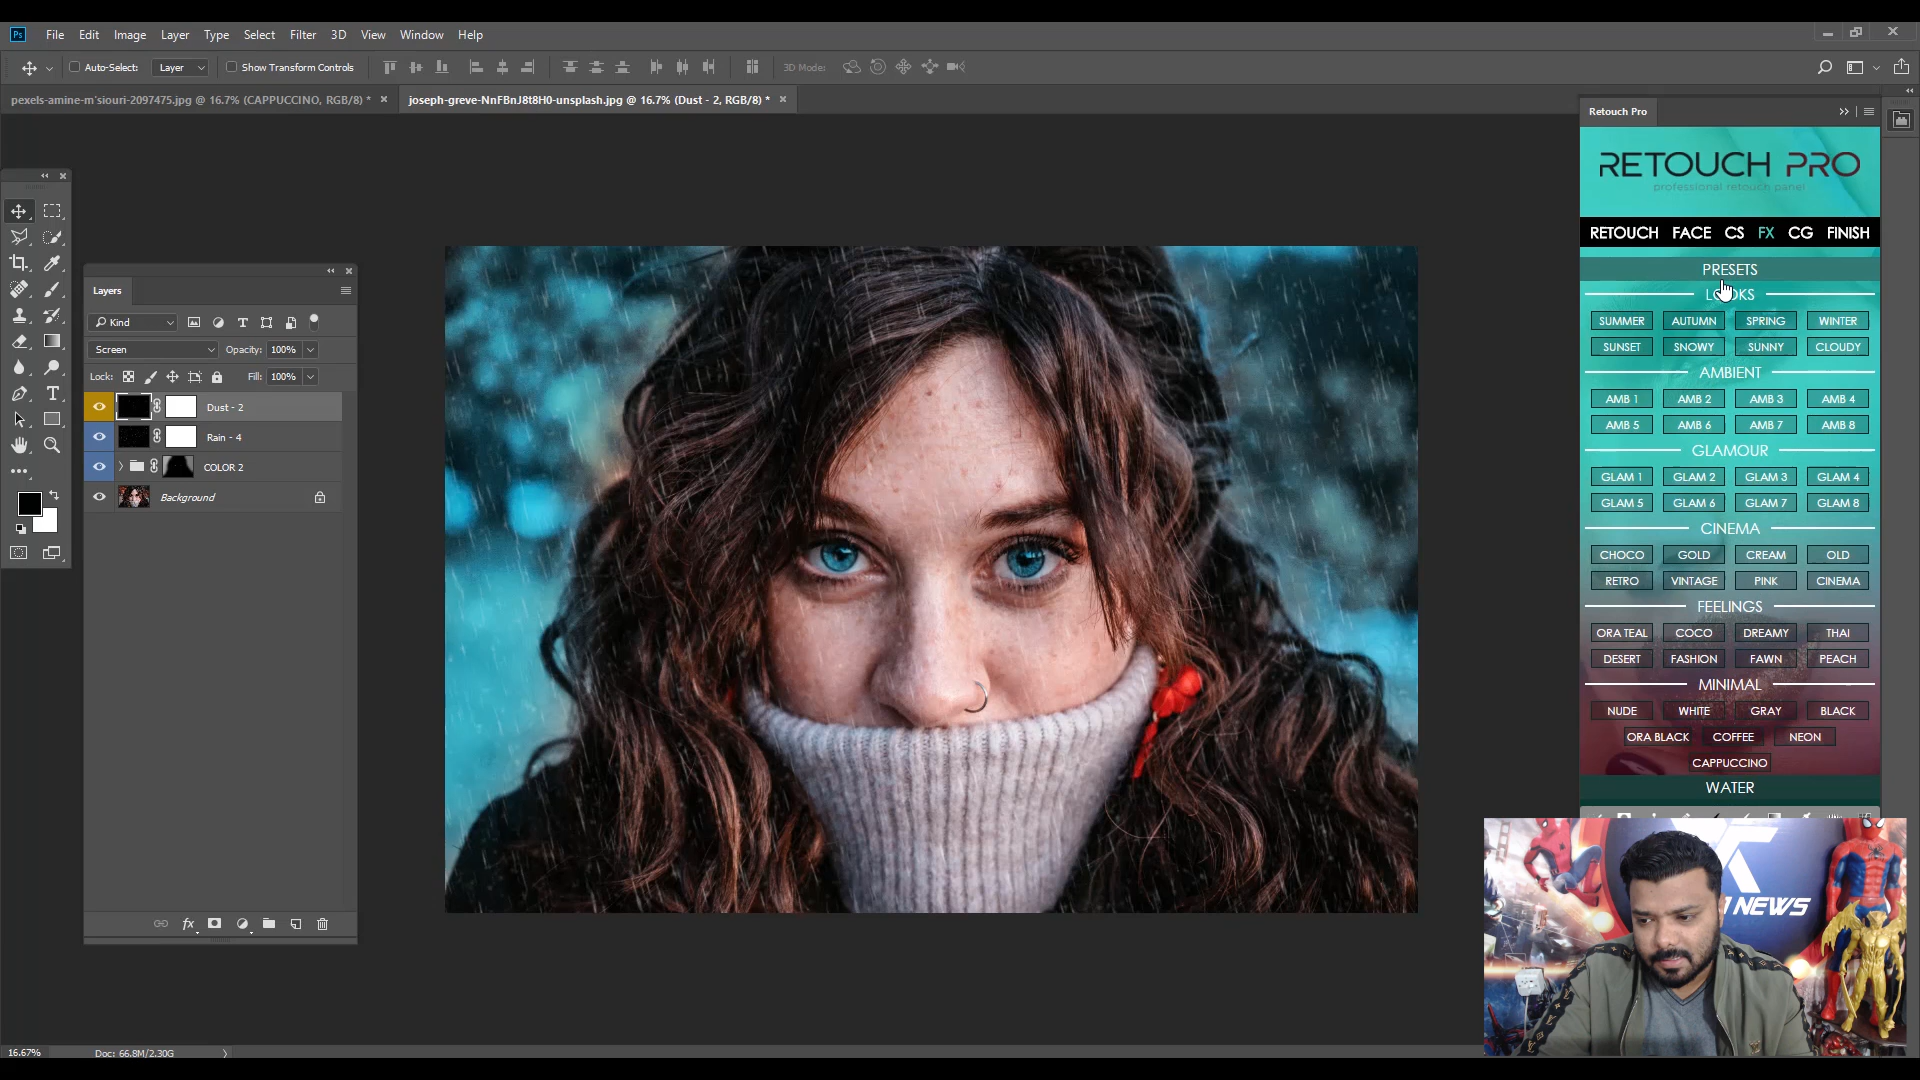 Ps File Edit Image Layer Type Select Filter 3D View Window Help
Auto-Select: Layer Show Transform Controls 3D Mode:
pexels-amine-m'siouri-2097475.jpg @ 16.7% (CAPPUCCINO, RGB/8) * × joseph-greve-NnFBnJ8t8H0-unsplash.jpg @ 16.7% (Dust - 2, RGB/8) * ×
Layers
Kind
Screen Opacity: 100%
Lock: Fill: 100%
Dust - 2
Rain - 4
COLOR 2
Background
fx
16.67% Doc: 66.8M/2.30G
Retouch Pro
RETOUCH PRO
professional retouch panel
RETOUCH FACE CS FX CG FINISH
PRESETS
LOOKS
SUMMER AUTUMN SPRING WINTER
SUNSET SNOWY SUNNY CLOUDY
AMBIENT
AMB 1 AMB 2 AMB 3 AMB 4
AMB 5 AMB 6 AMB 7 AMB 8
GLAMOUR
GLAM 1 GLAM 2 GLAM 3 GLAM 4
GLAM 5 GLAM 6 GLAM 7 GLAM 8
CINEMA
CHOCO GOLD CREAM OLD
RETRO VINTAGE PINK CINEMA
FEELINGS
ORA TEAL COCO DREAMY THAI
DESERT FASHION FAWN PEACH
MINIMAL
NUDE WHITE GRAY BLACK
ORA BLACK COFFEE NEON
CAPPUCCINO
WATER
NEWS